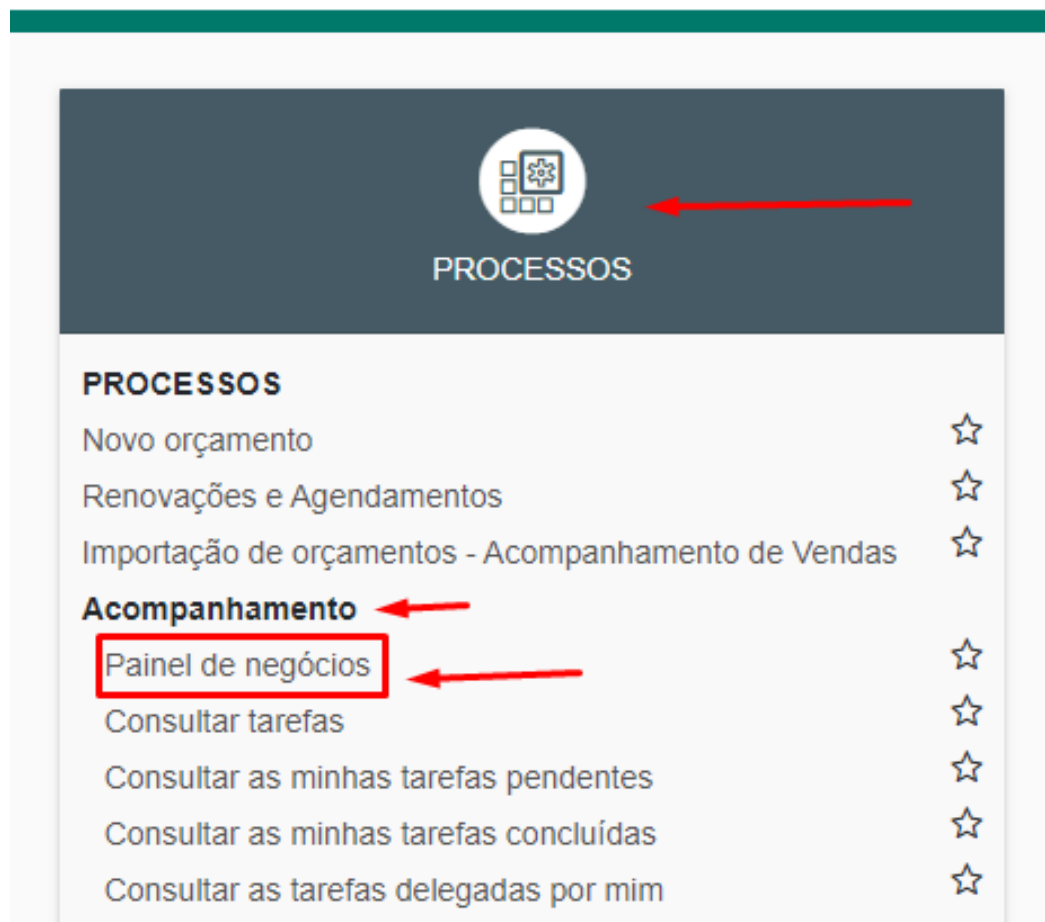 PROCESSOS
PROCESSOS
Novo orçamento
Renovações e Agendamentos
Importação de orçamentos - Acompanhamento de Vendas
Acompanhamento
Painel de negócios
Consultar tarefas
Consultar as minhas tarefas pendentes
Consultar as minhas tarefas concluídas
Consultar as tarefas delegadas por mim